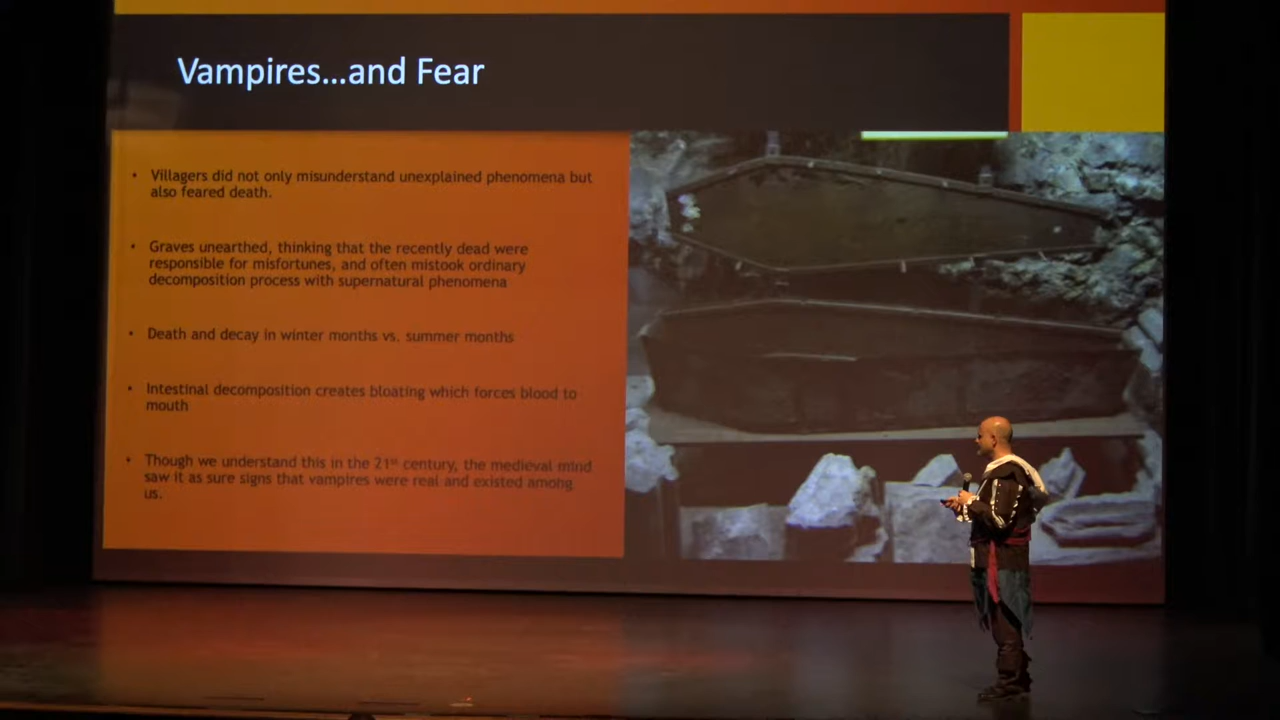 Vampires...and Fear
• Villagers did not only misunderstand unexplained phenomena but
also feared death.
• Graves unearthed, thinking that the recently dead were
responsible for misfortunes, and often mistook ordinary
decomposition process with supernatural phenomena
• Death and decay in winter months vs. summer months
• Intestinal decomposition creates bloating which forces blood to
mouth
• Though we understand this in the 21st century, the medieval mind
saw it as sure signs that vampires were real and existed among
us.